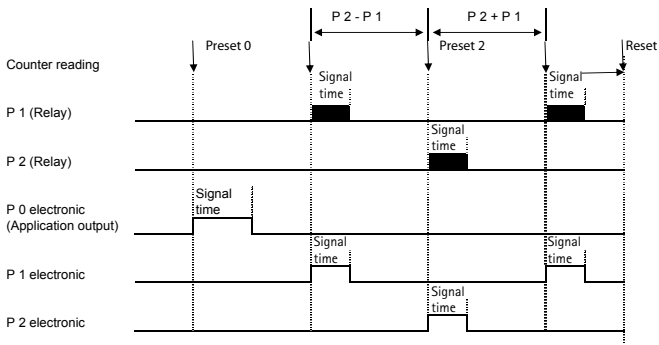 P 2 - P 1
P 2 + P 1
Preset 0
Preset 2
Reset
Counter reading
Signal
time
Signal
time
P 1 (Relay)
Signal
time
P 2 (Relay)
Signal
time
P 0 electronic
(Application output)
Signal
time
Signal
time
P 1 electronic
Signal
time
P 2 electronic